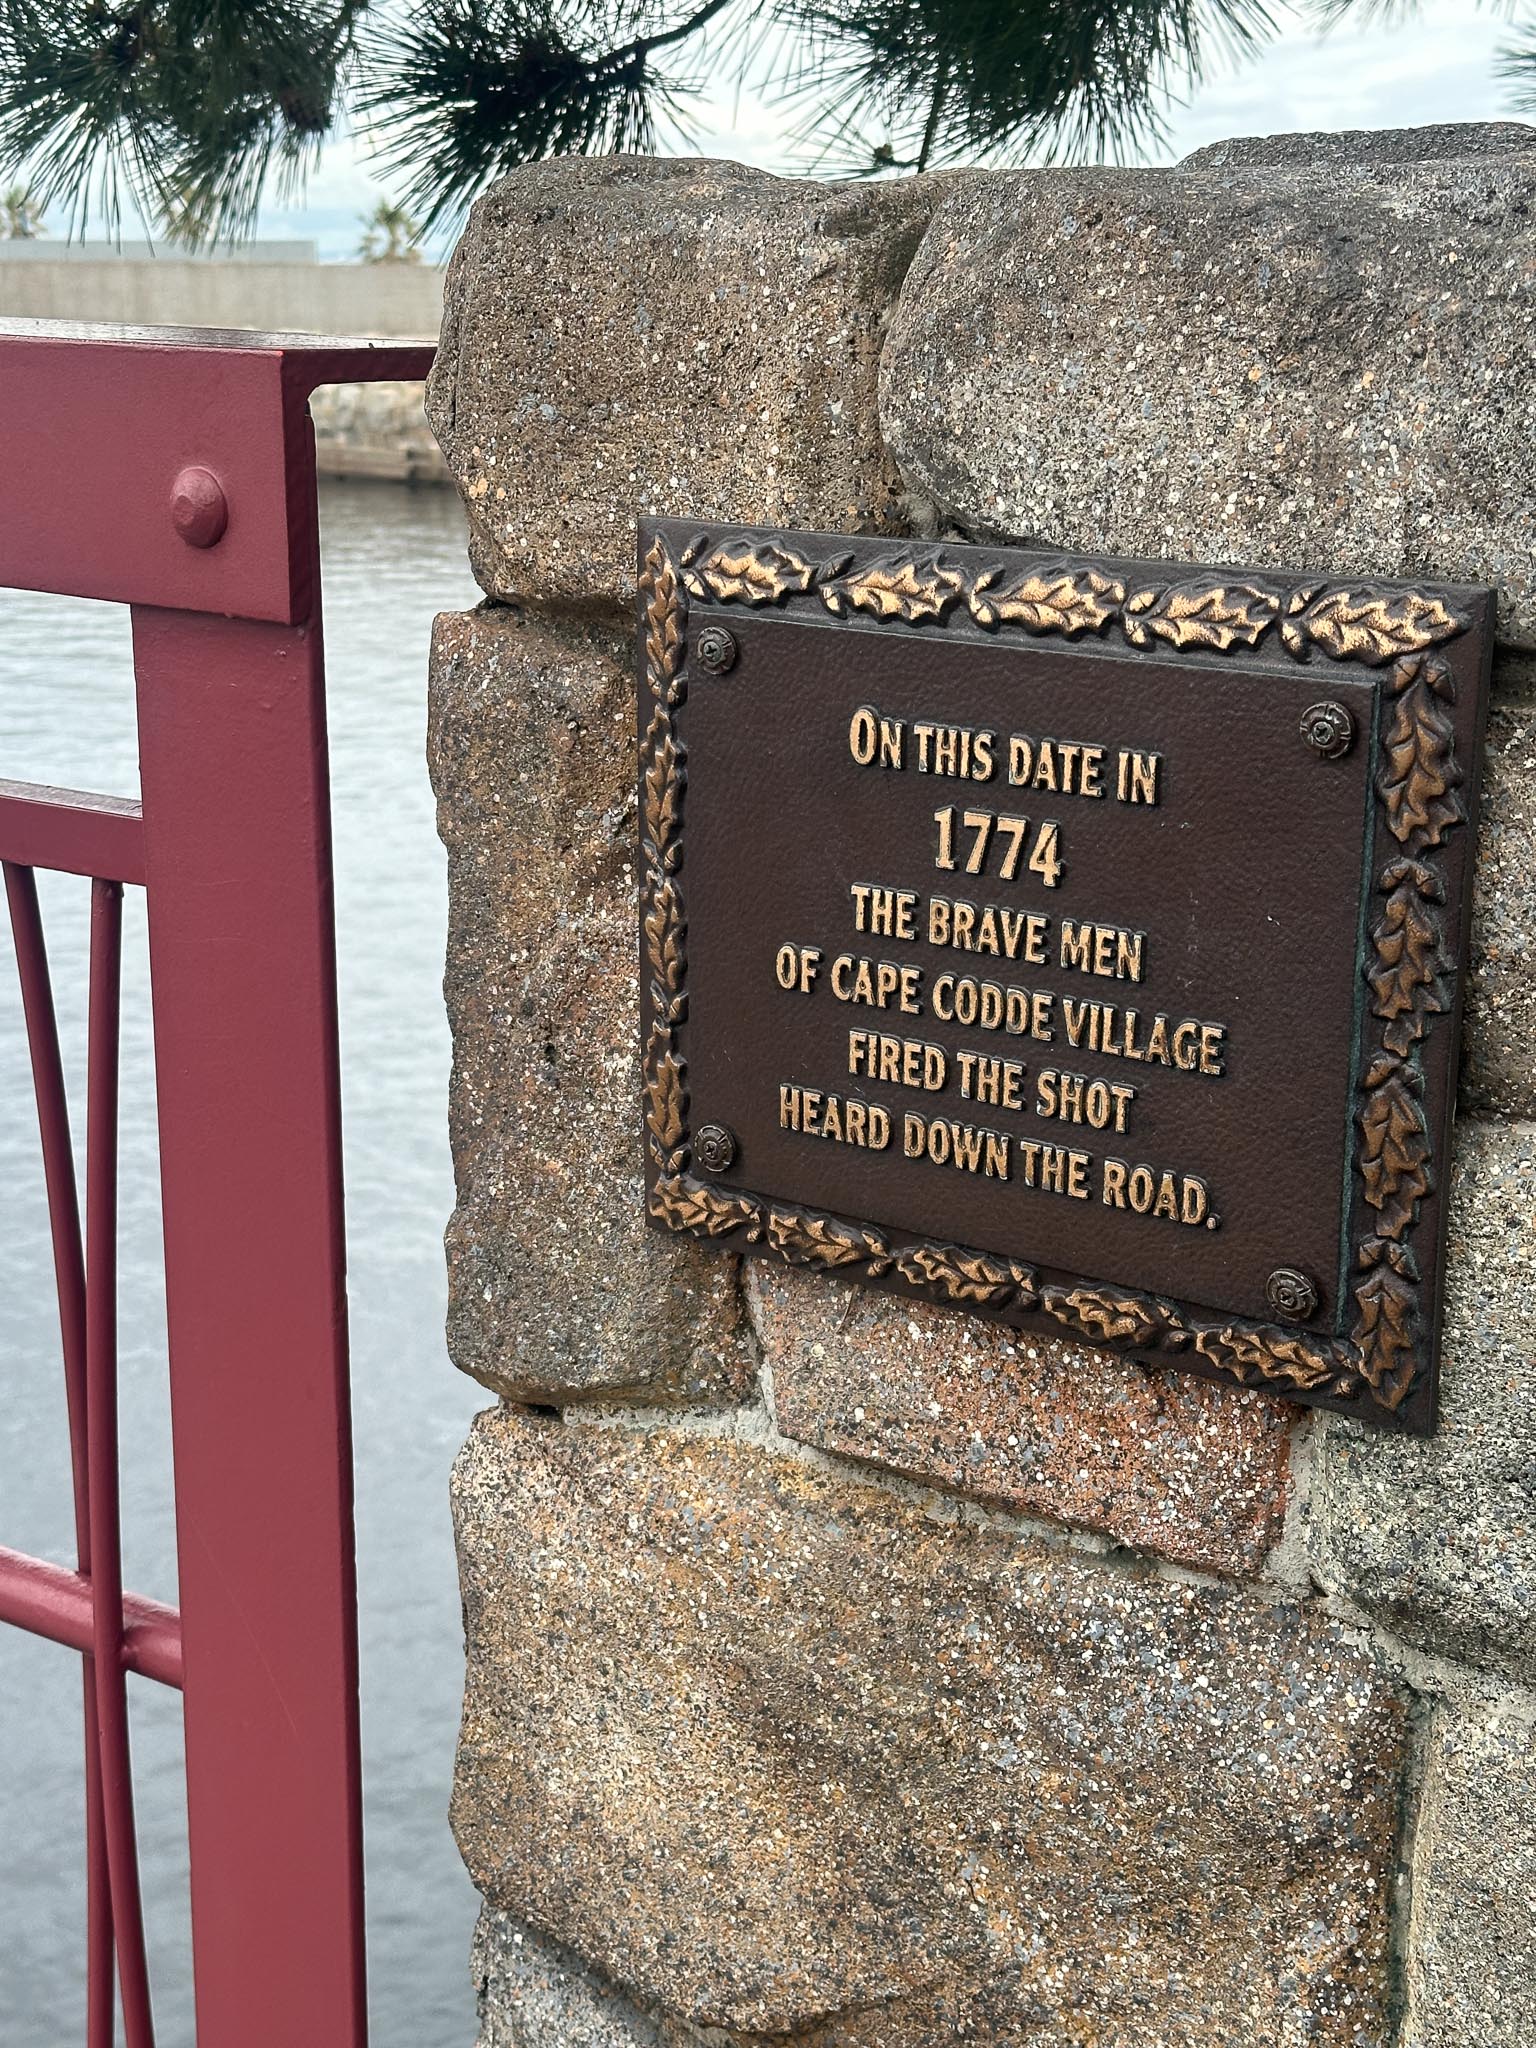 ON THIS DATE IN
1774
THE BRAVE MEN
OF CAPE CODDE VILLAGE
FIRED THE SHOT
HEARD DOWN THE ROAD.